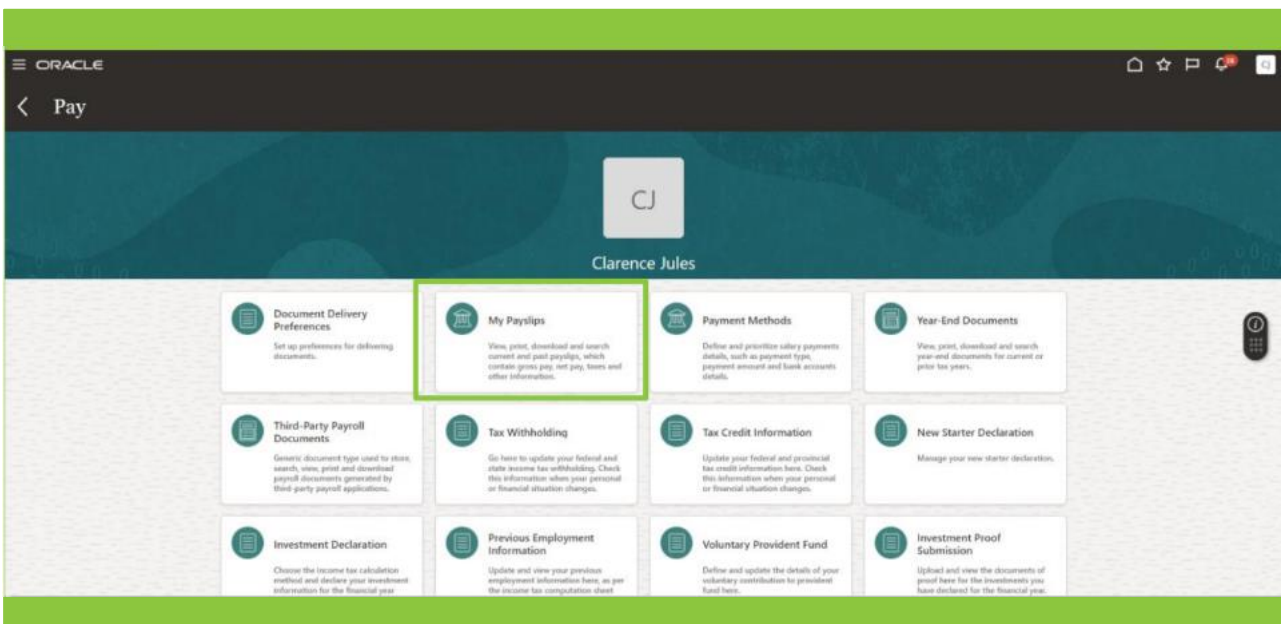 ORACLE
CJ
Pay
CJ
Clarence Jules
Document Delivery
Preferences
Set up preferences for delivering
documents.
My Payslips
View, print, download and search
current and past payslips, which
contain gross pay, net pay, taxes and
other information.
Payment Methods
Define and prioritize salary payments
details, such as payment type,
payment amount and bank accounts
details.
Year-End Documents
View, print, download and search
year-end documents for current or
prior tax years.
Third-Party Payroll
Documents
Generic document type used to store,
search, view, print and download
payroll documents generated by
third-party payroll applications.
Tax Withholding
Go here to update your federal and
state income tax withholding. Check
this information when your personal
or financial situation changes.
Tax Credit Information
Update your federal and provincial
tax credit information here. Check
this information when your personal
or financial situation changes.
New Starter Declaration
Manage your new starter declaration.
Investment Declaration
Choose the income tax calculation
method and declare your investment
information for the financial year
Previous Employment
Information
Update and view your previous
employment information here, as per
the income tax computation sheet
Voluntary Provident Fund
Define and update the details of your
voluntary contribution to provident
fund here.
Investment Proof
Submission
Upload and view the documents of
proof here for the investments you
have declared for the financial year.